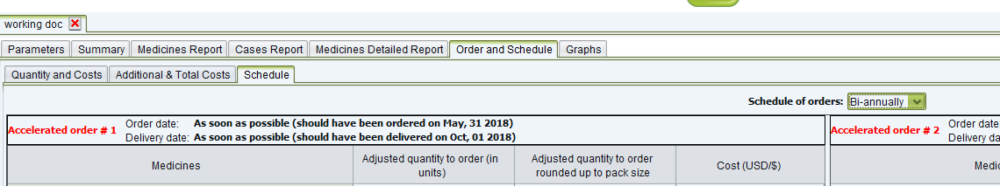 working doc
Parameters Summary Medicines Report Cases Report Medicines Detailed Report Order and Schedule Graphs
Quantity and Costs Additional & Total Costs Schedule
Schedule of orders: Bi-annually
Accelerated order # 1
Order date: As soon as possible (should have been ordered on May, 31 2018)
Delivery date: As soon as possible (should have been delivered on Oct, 01 2018)
Accelerated order # 2
Order date:
Delivery da
Medicines
Adjusted quantity to order (in
units)
Adjusted quantity to order
rounded up to pack size
Cost (USD/$)
Medic